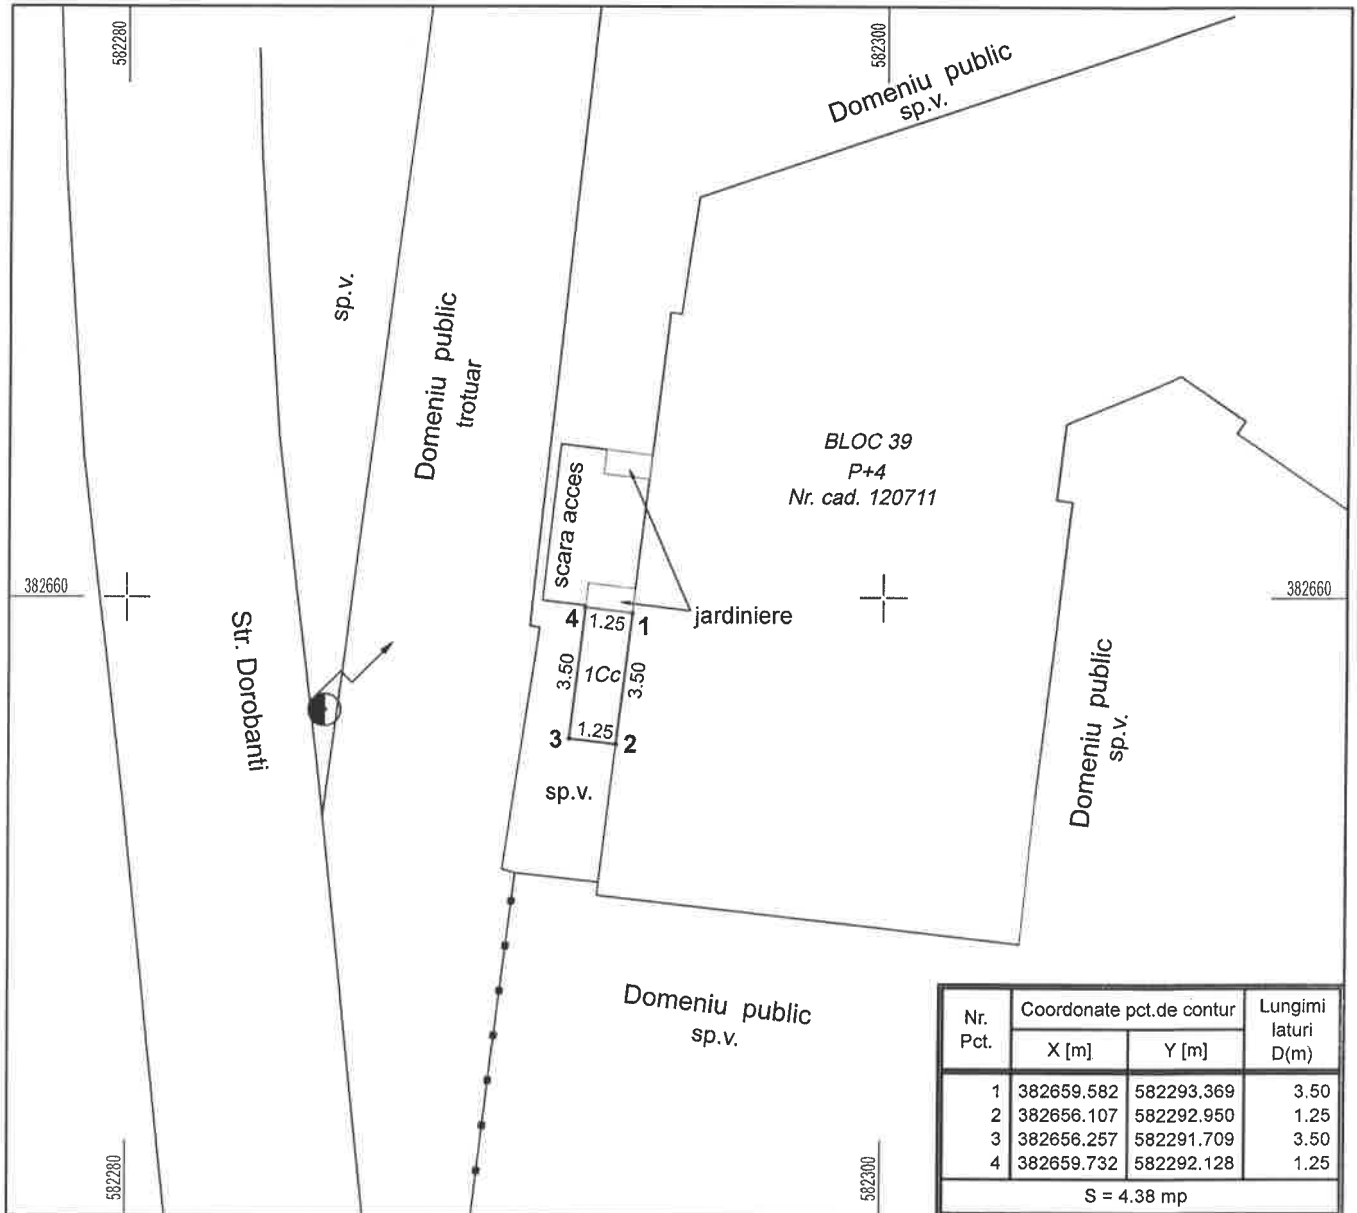 582280
582300
Domeniu public
sp.v.
sp.v.
Domeniu public
trotuar
BLOC 39
P+4
Nr. cad. 120711
scara acces
382660
382660
jardiniere
4
1.25
1
3.50
1Cc
3.50
1.25
3
2
sp.v.
Str. Dorobanti
Domeniu public
sp.v.
Domeniu public
sp.v.
582280
582300
Nr. Pct. Coordonate pct.de contur Lungimi laturi D(m)
X [m] Y [m]
1 382659.582 582293.369 3.50
2 382656.107 582292.950 1.25
3 382656.257 582291.709 3.50
4 382659.732 582292.128 1.25
S = 4.38 mp